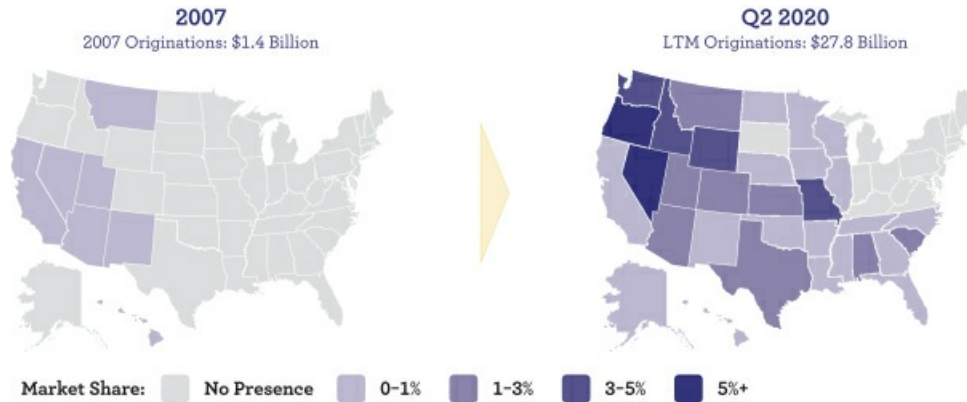 2007
2007 Originations: $1.4 Billion
Q2 2020
LTM Originations: $27.8 Billion
Market Share: No Presence 0-1% 1-3% 3-5% 5%+